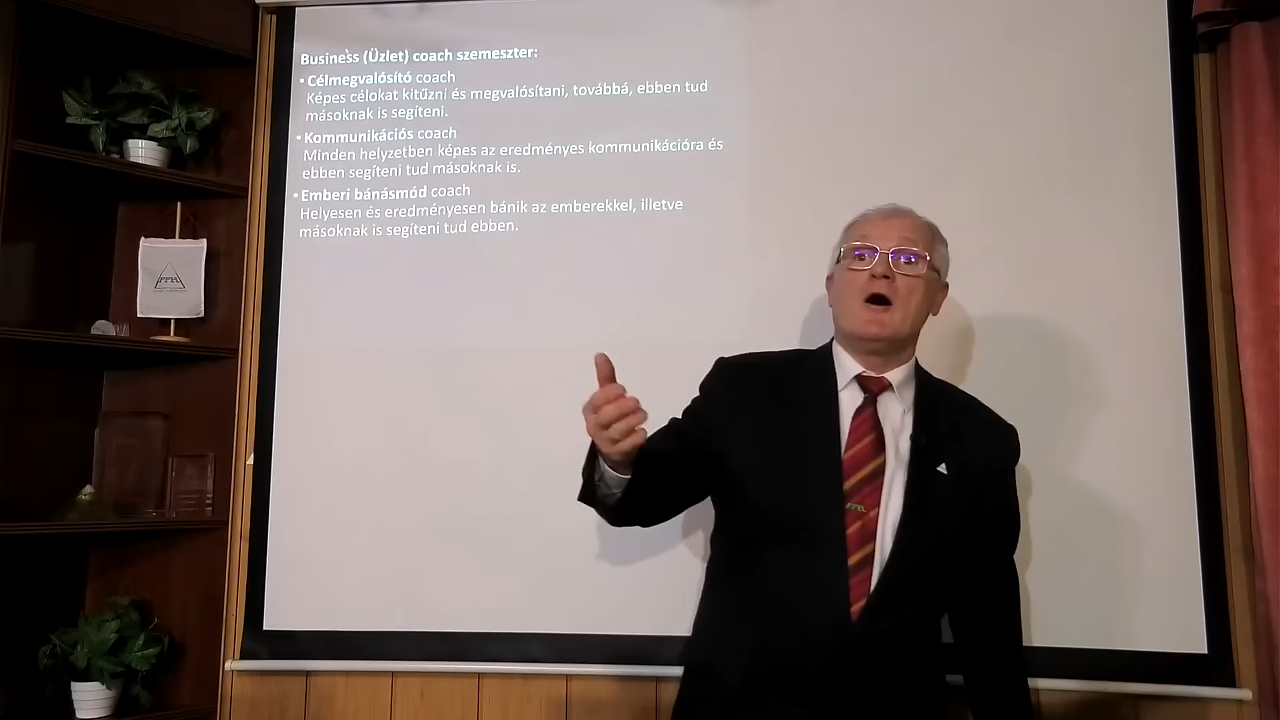 Business (Üzlet) coach szemeszter:
• Célmegvalósító coach
Képes célokat kitűzni és megvalósítani, továbbá, ebben tud
másoknak is segíteni.
• Kommunikációs coach
Minden helyzetben képes az eredményes kommunikációra és
ebben segíteni tud másoknak is.
• Emberi bánásmód coach
Helyesen és eredményesen bánik az emberekkel, illetve
másoknak is segíteni tud ebben.